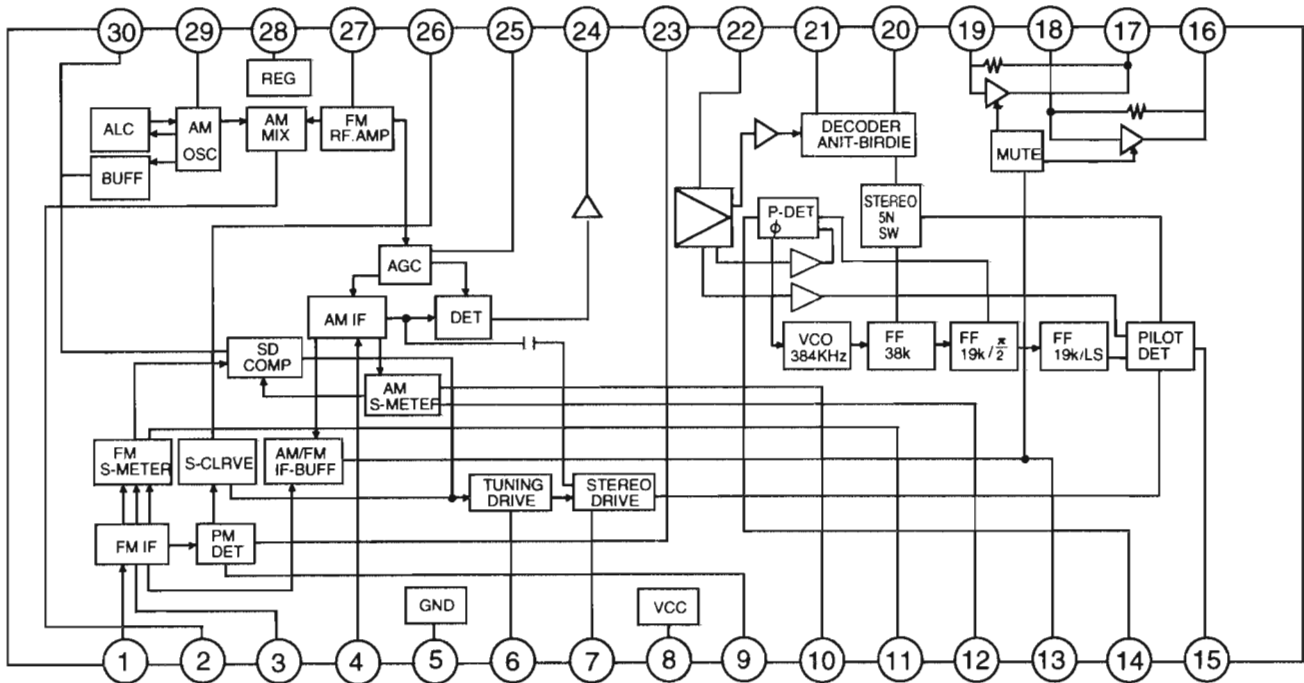 30 29 28 27 26 25 24 23 22 21 20 19 18 17 16
REG
ALC
AM
OSC
AM
MIX
FM
RF.AMP
BUFF
DECODER
ANIT-BIRDIE
MUTE
P-DET
ϕ
STEREO
5N
SW
AGC
AM IF
DET
SD
COMP
AM
S-METER
VCO
384KHz
FF
38k
FF
19k/π/2
FF
19k/LS
PILOT
DET
FM
S-METER
S-CLRVE
AM/FM
IF-BUFF
TUNING
DRIVE
STEREO
DRIVE
FM IF
PM
DET
GND
VCC
1 2 3 4 5 6 7 8 9 10 11 12 13 14 15